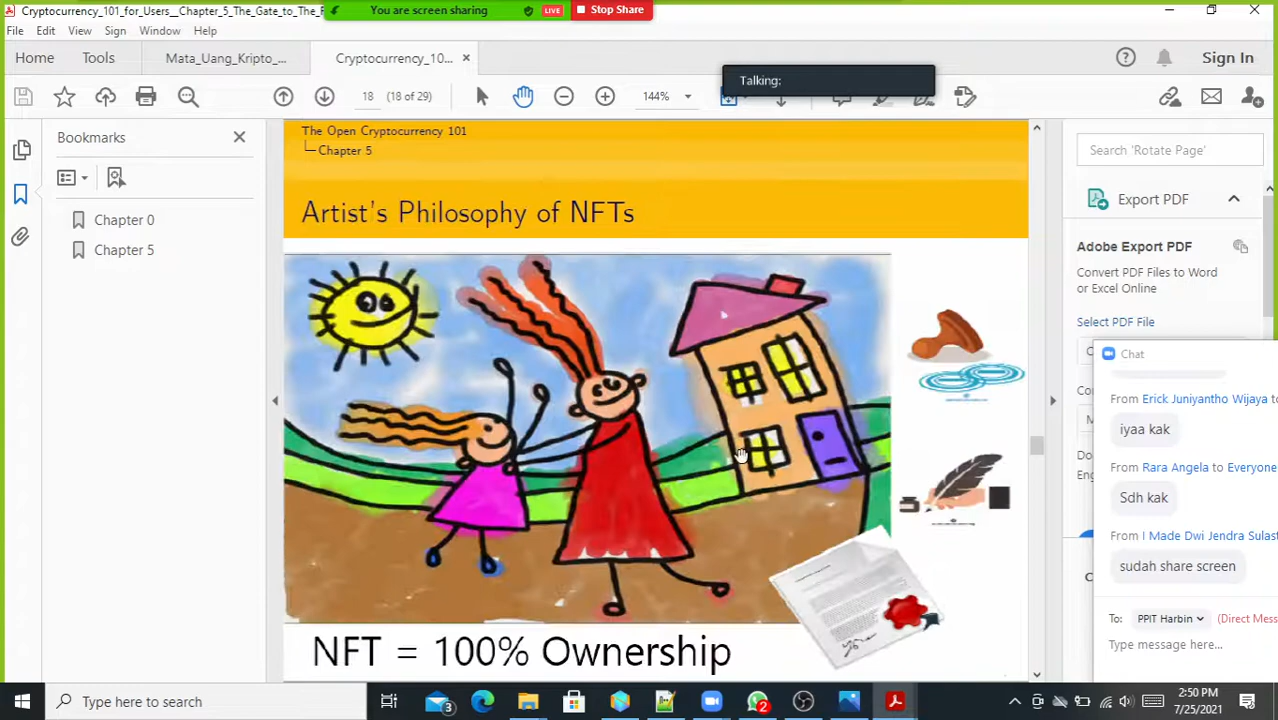 Cryptocurrency_101_for_Users__Chapter_5_The_Gate_to_The_F
You are screen sharing
LIVE
Stop Share
File Edit View Sign Window Help
Home Tools Mata_Uang_Kripto_... Cryptocurrency_10... Sign In
Talking:
18 (18 of 29) 144%
Bookmarks
Chapter 0
Chapter 5
The Open Cryptocurrency 101
Chapter 5
Artist's Philosophy of NFTs
NFT = 100% Ownership
Search 'Rotate Page'
Export PDF
Adobe Export PDF
Convert PDF Files to Word
or Excel Online
Select PDF File
Chat
From Erick Juniyantho Wijaya to Everyone
iyaa kak
From Rara Angela to Everyone
Sdh kak
From I Made Dwi Jendra Sulast
sudah share screen
To: PPIT Harbin (Direct Mess
Type message here...
Type here to search
3
2
2:50 PM
7/25/2021